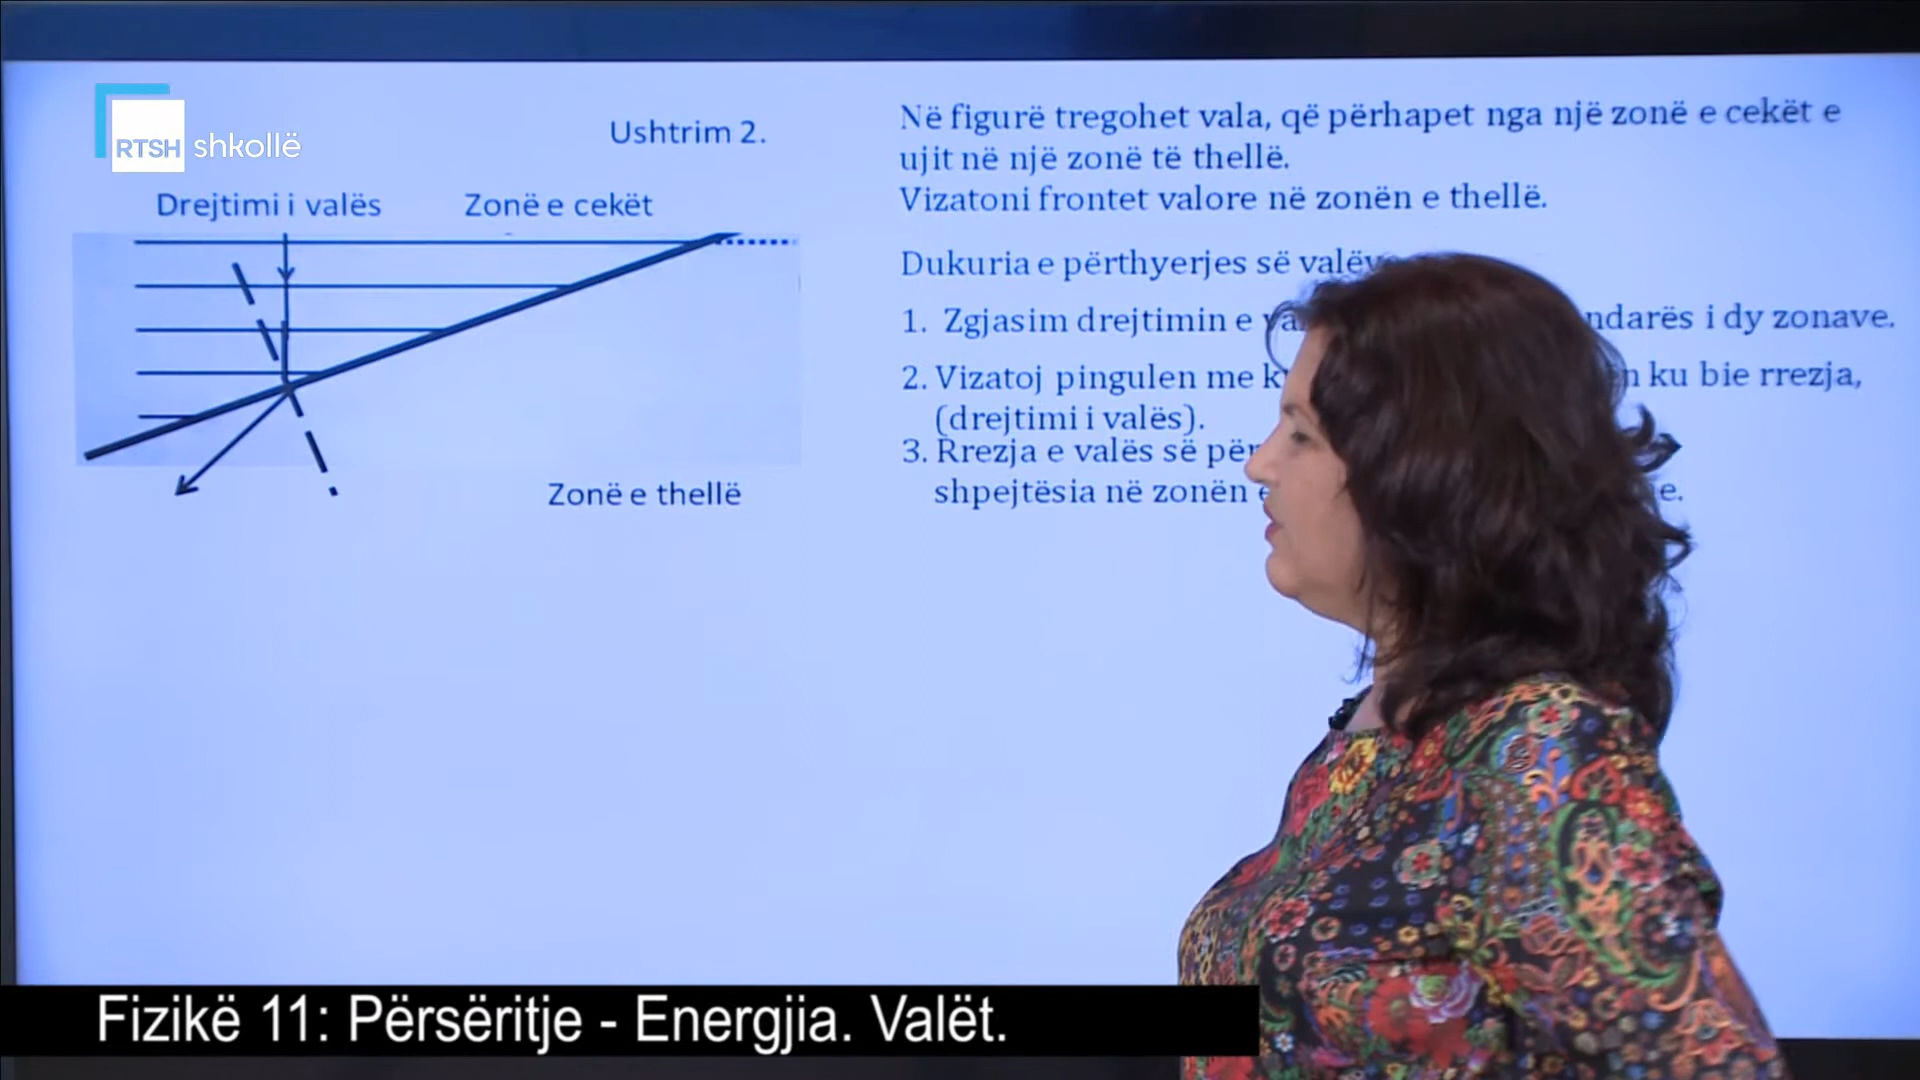 RTSH shkollë
Ushtrim 2.
Drejtimi i valës
Zonë e cekët
Zonë e thellë
Në figurë tregohet vala, që përhapet nga një zonë e cekët e
ujit në një zonë të thellë.
Vizatoni frontet valore në zonën e thellë.
Dukuria e përthyerjes së
1. Zgjasim drejtimin e ndarës i dy zonave.
2. Vizatoj pingulen me ku bie rrezja,
(drejtimi i valës).
3. Rrezja e valës së
shpejtësia në zonën
Fizikë 11: Përsëritje - Energjia. Valët.